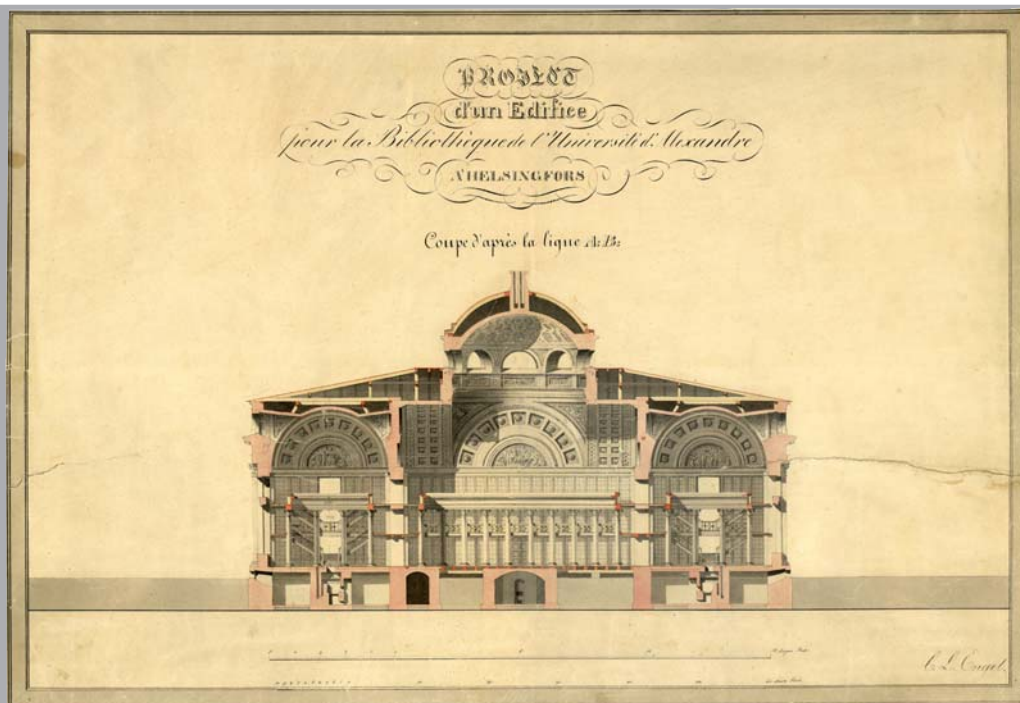 PROJET
d'un Edifice
pour la Bibliothèque de l'Université d'Alexandre
A HELSINGFORS
Coupe d'après la ligne A: B:
C. L. Engel.